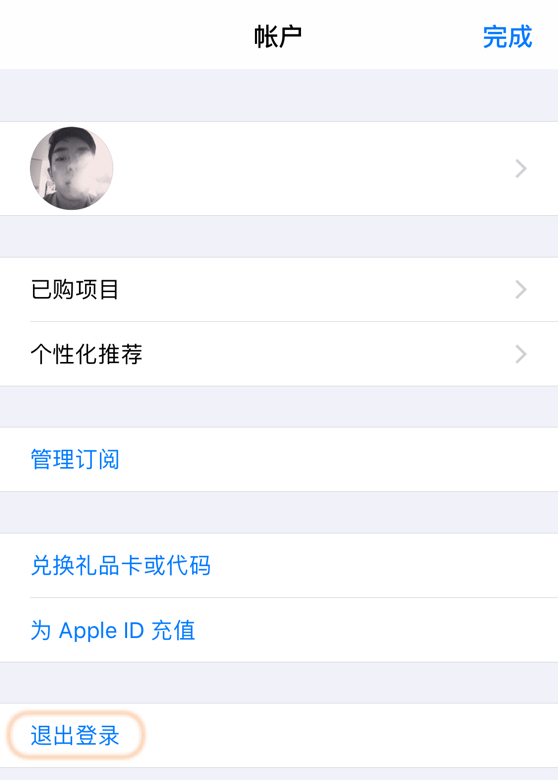 帐户
完成
已购项目
个性化推荐
管理订阅
兑换礼品卡或代码
为 Apple ID 充值
退出登录